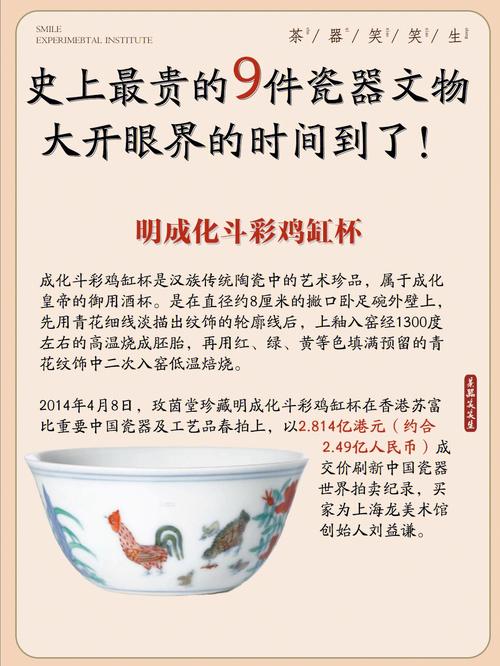 SMILE
EXPERIMEBTAL INSTITUTE
茶/器/笑/笑/生
史上最贵的9件瓷器文物
大开眼界的时间到了!
明成化斗彩鸡缸杯
成化斗彩鸡缸杯是汉族传统陶瓷中的艺术珍品，属于成化
皇帝的御用酒杯。是在直径约8厘米的撇口卧足碗外壁上，
先用青花细线淡描出纹饰的轮廓线后，上釉入窑经1300度
左右的高温烧成胚胎，再用红、绿、黄等色填满预留的青
花纹饰中二次入窑低温焙烧。
茶器笑笑生
2014年4月8日，玫茵堂珍藏明成化斗彩鸡缸杯在香港苏富
比重要中国瓷器及工艺品春拍上，以2.814亿港元（约合
2.49亿人民币）成
交价刷新中国瓷器
世界拍卖纪录，买
家为上海龙美术馆
创始人刘益谦。